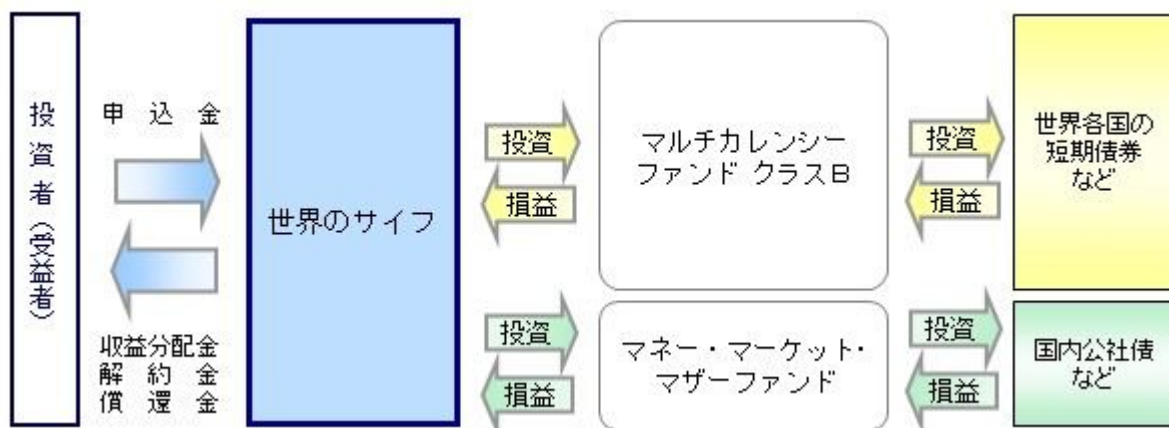 投資者（受益者）
申　込　金
収益分配金
解　約　金
償　還　金
世界のサイフ
投資
損益
マルチカレンシー
ファンド クラスＢ
投資
損益
世界各国の
短期債券
など
投資
損益
マネー・マーケット・
マザーファンド
投資
損益
国内公社債
など